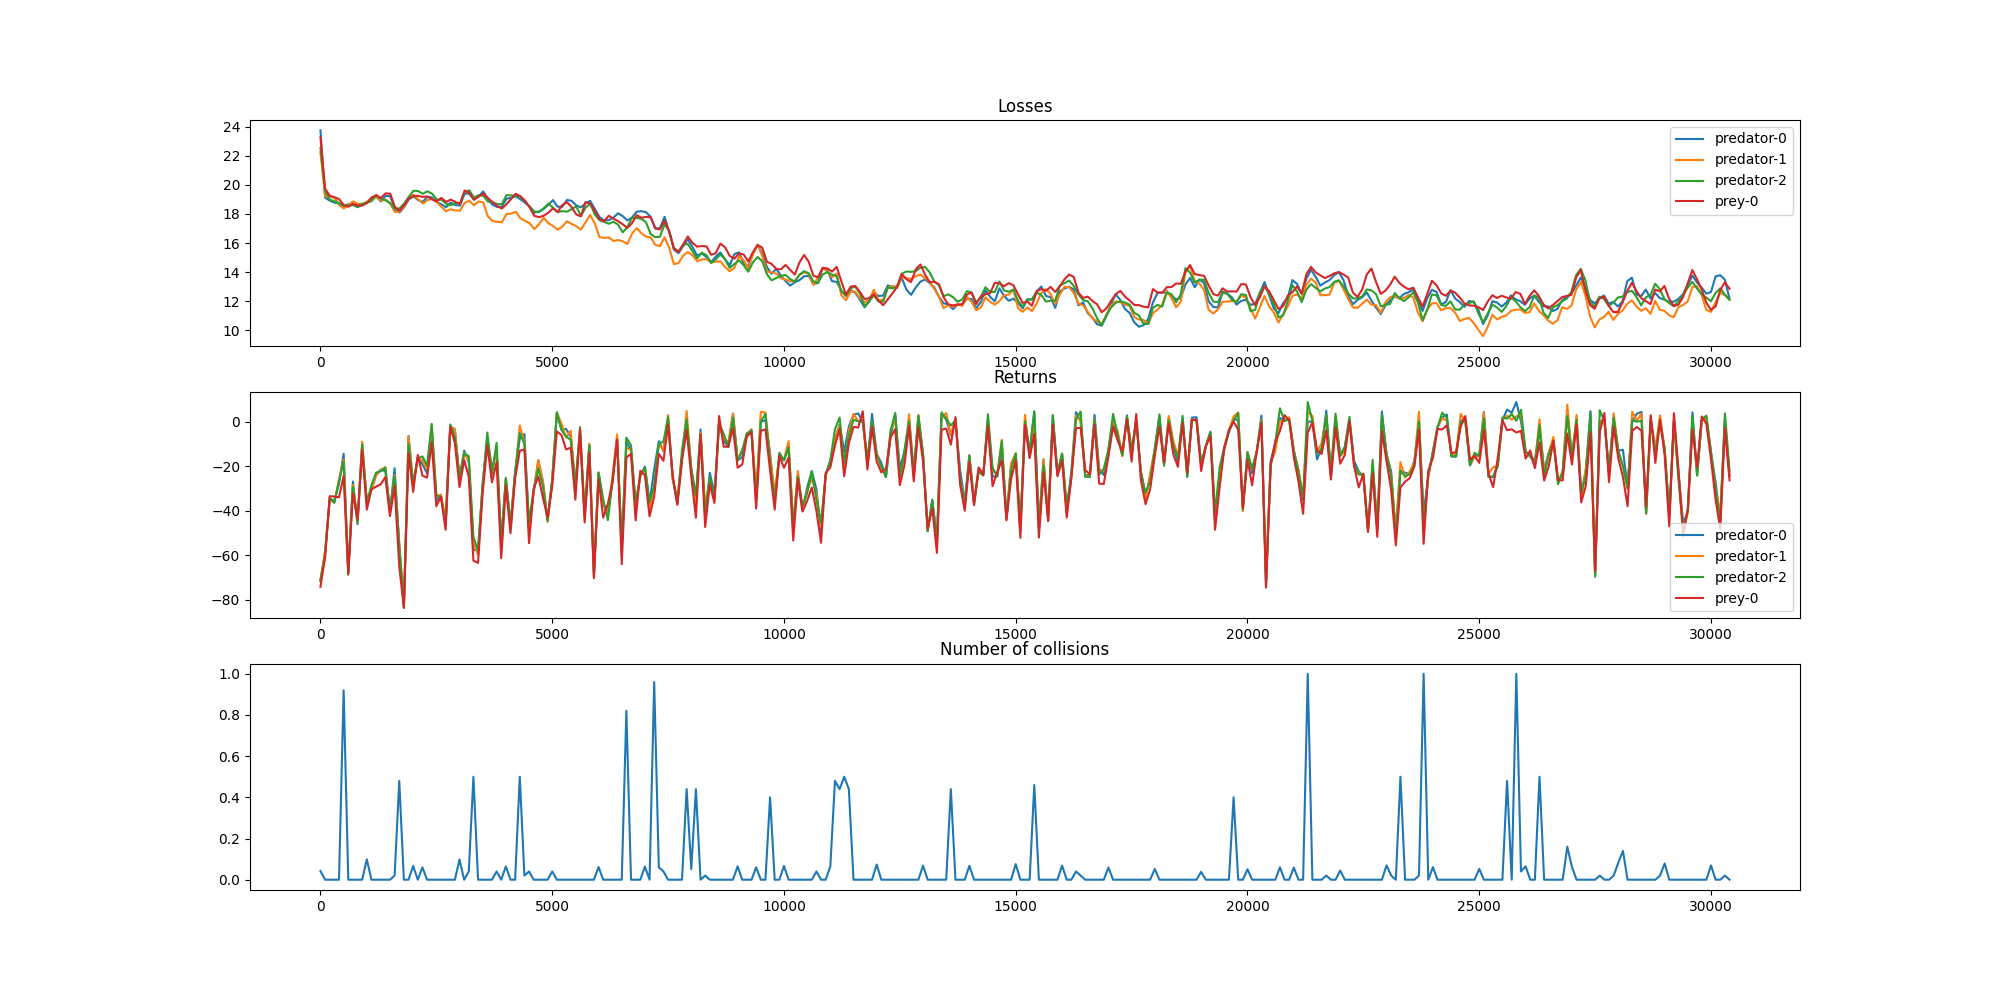 Losses
24
22
20
18
16
14
12
10
predator-0
predator-1
predator-2
prey-0
0 5000 10000 15000 20000 25000 30000
Returns
0
−20
−40
−60
−80
predator-0
predator-1
predator-2
prey-0
0 5000 10000 15000 20000 25000 30000
Number of collisions
1.0
0.8
0.6
0.4
0.2
0.0
0 5000 10000 15000 20000 25000 30000